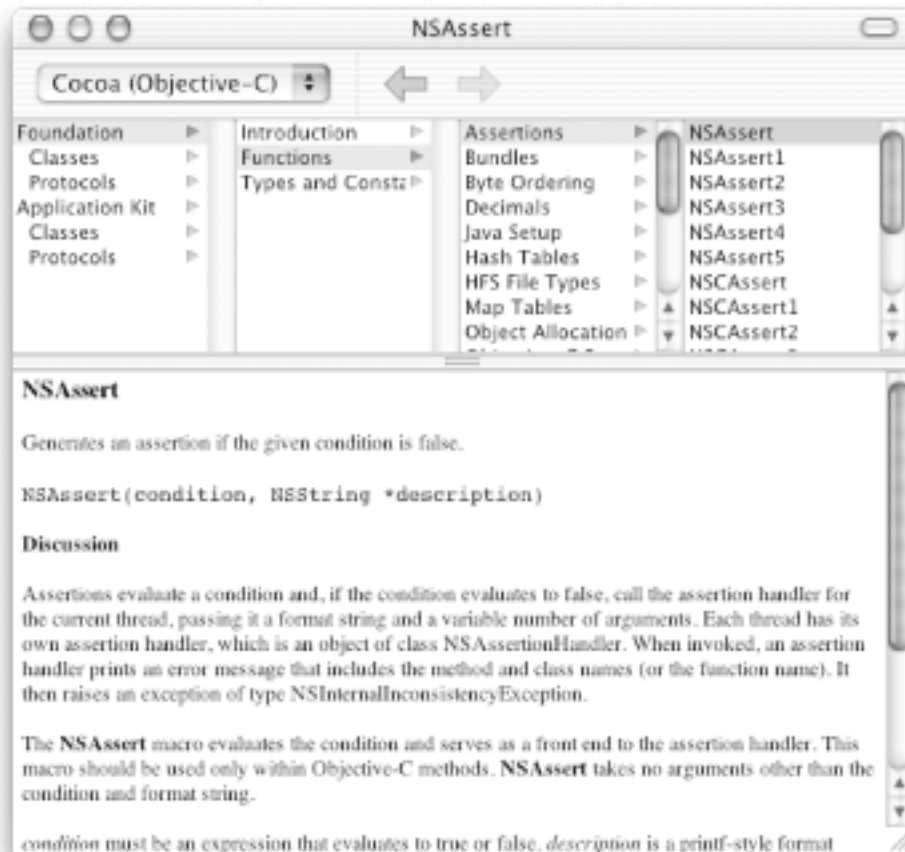 NSAssert
Cocoa (Objective-C)
Foundation
Classes
Protocols
Application Kit
Classes
Protocols
Introduction
Functions
Types and Consta
Assertions
Bundles
Byte Ordering
Decimals
Java Setup
Hash Tables
HFS File Types
Map Tables
Object Allocation
NSAssert
NSAssert1
NSAssert2
NSAssert3
NSAssert4
NSAssert5
NSCAssert
NSCAssert1
NSCAssert2
NSAssert
Generates an assertion if the given condition is false.
NSAssert(condition, NSString *description)
Discussion
Assertions evaluate a condition and, if the condition evaluates to false, call the assertion handler for
the current thread, passing it a format string and a variable number of arguments. Each thread has its
own assertion handler, which is an object of class NSAssertionHandler. When invoked, an assertion
handler prints an error message that includes the method and class names (or the function name). It
then raises an exception of type NSInternalInconsistencyException.
The NSAssert macro evaluates the condition and serves as a front end to the assertion handler. This
macro should be used only within Objective-C methods. NSAssert takes no arguments other than the
condition and format string.
condition must be an expression that evaluates to true or false. description is a printf-style format